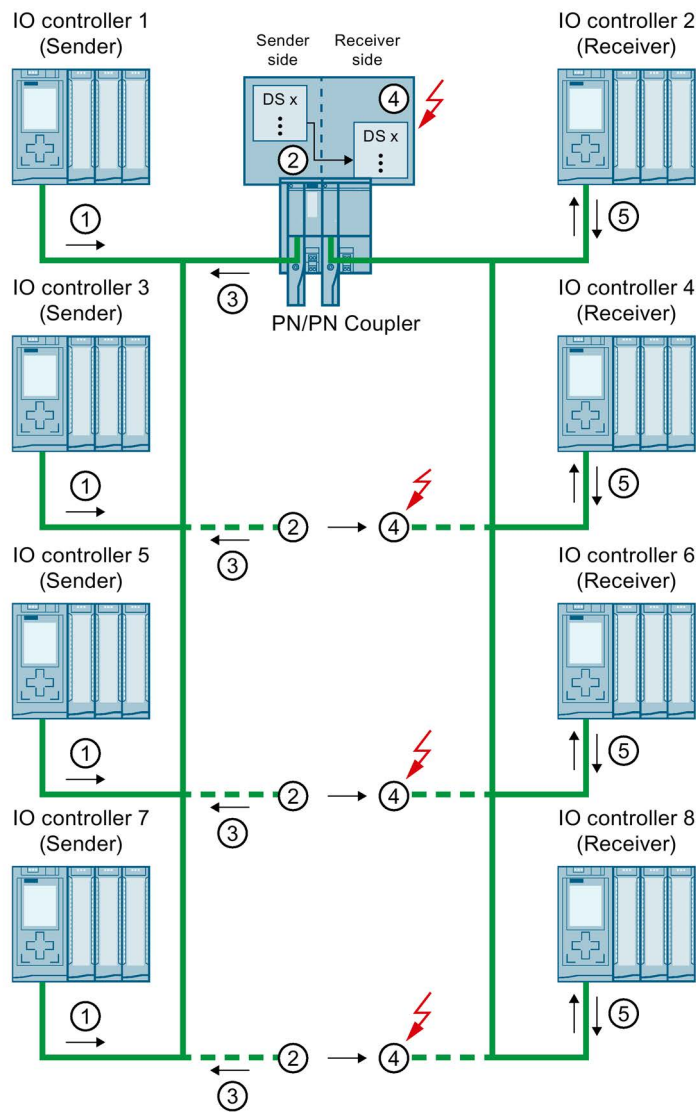 IO controller 1
(Sender)
Sender
side
Receiver
side
IO controller 2
(Receiver)
DS x
④
DS x
②
①
⑤
③
PN/PN Coupler
IO controller 3
(Sender)
IO controller 4
(Receiver)
①
⑤
②
④
③
IO controller 5
(Sender)
IO controller 6
(Receiver)
①
⑤
②
④
③
IO controller 7
(Sender)
IO controller 8
(Receiver)
①
⑤
②
④
③